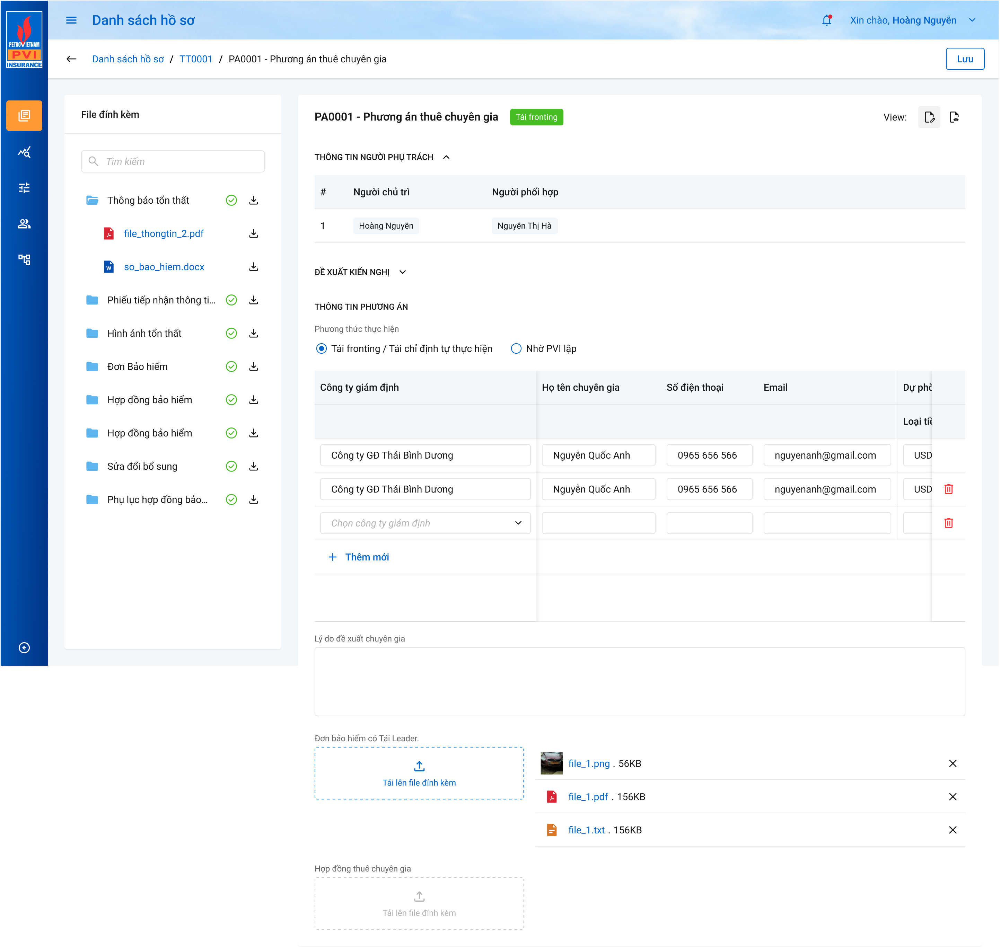 PETROVIETNAM
PVI
INSURANCE
Danh sách hồ sơ
Xin chào, Hoàng Nguyễn
Danh sách hồ sơ / TT0001 / PA0001 - Phương án thuê chuyên gia
Lưu
File đính kèm
Tìm kiếm
Thông báo tổn thất
file_thongtin_2.pdf
so_bao_hiem.docx
Phiếu tiếp nhận thông ti...
Hình ảnh tổn thất
Đơn Bảo hiểm
Hợp đồng bảo hiểm
Hợp đồng bảo hiểm
Sửa đổi bổ sung
Phụ lục hợp đồng bảo...
PA0001 - Phương án thuê chuyên gia
Tái fronting
View:
THÔNG TIN NGƯỜI PHỤ TRÁCH
# Người chủ trì Người phối hợp
1 Hoàng Nguyễn Nguyễn Thị Hà
ĐỀ XUẤT KIẾN NGHỊ
THÔNG TIN PHƯƠNG ÁN
Phương thức thực hiện
Tái fronting / Tái chỉ định tự thực hiện Nhờ PVI lập
Công ty giám định Họ tên chuyên gia Số điện thoại Email Dự phò
Loại tiề
Công ty GĐ Thái Bình Dương Nguyễn Quốc Anh 0965 656 566 nguyenanh@gmail.com USD
Công ty GĐ Thái Bình Dương Nguyễn Quốc Anh 0965 656 566 nguyenanh@gmail.com USD
Chọn công ty giám định
Thêm mới
Lý do đề xuất chuyên gia
Đơn bảo hiểm có Tái Leader.
Tải lên file đính kèm
file_1.png . 56KB
file_1.pdf . 156KB
file_1.txt . 156KB
Hợp đồng thuê chuyên gia
Tải lên file đính kèm